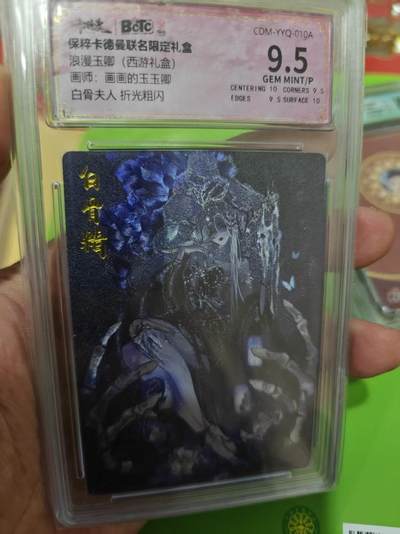 BCTC
CDM-YYQ-010A
保粹卡德曼联名限定礼盒
浪漫玉卿（西游礼盒）
画师：画画的玉玉卿
白骨夫人 折光粗闪
9.5
GEM MINT/P
CENTERING 10 CORNERS 9.5
EDGES 9.5 SURFACE 10
白骨精